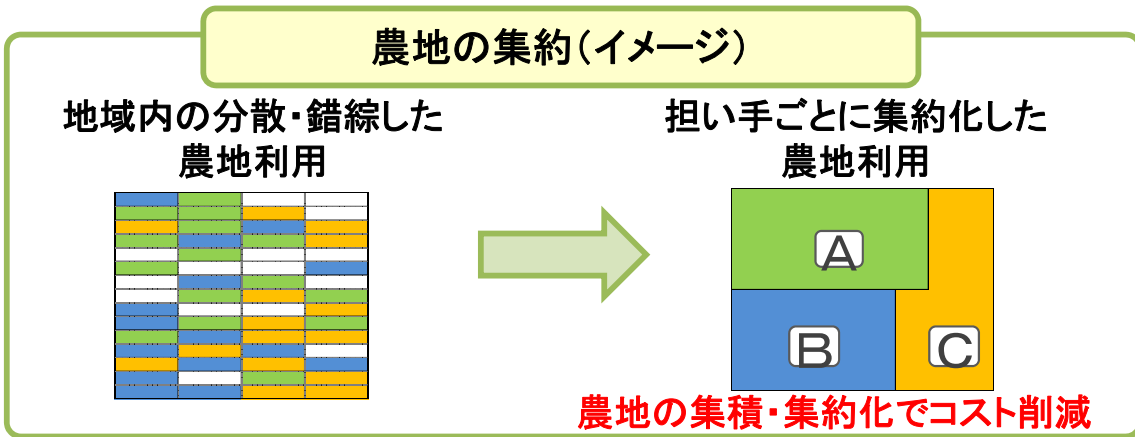 農地の集約(イメージ)
地域内の分散・錯綜した
農地利用
担い手ごとに集約化した
農地利用
A
B
C
農地の集積・集約化でコスト削減